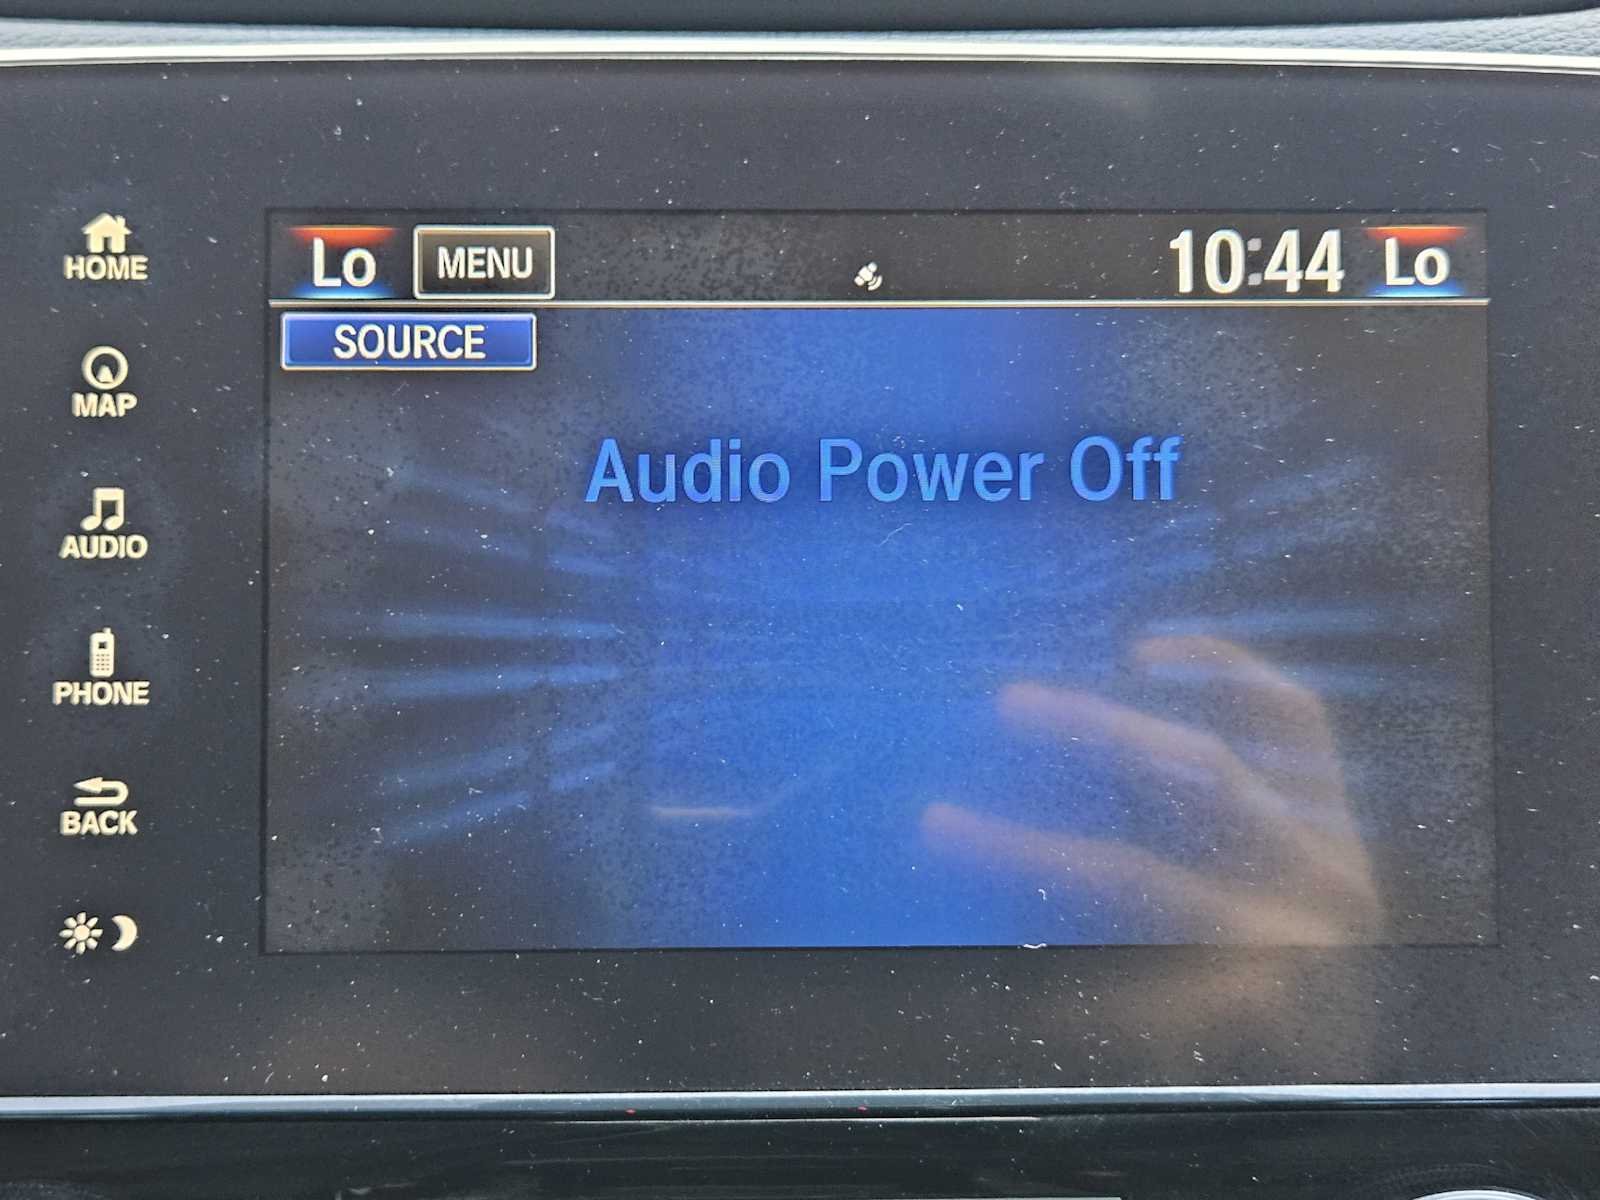 Lo MENU 10:44 Lo
SOURCE
Audio Power Off
HOME
MAP
AUDIO
PHONE
BACK